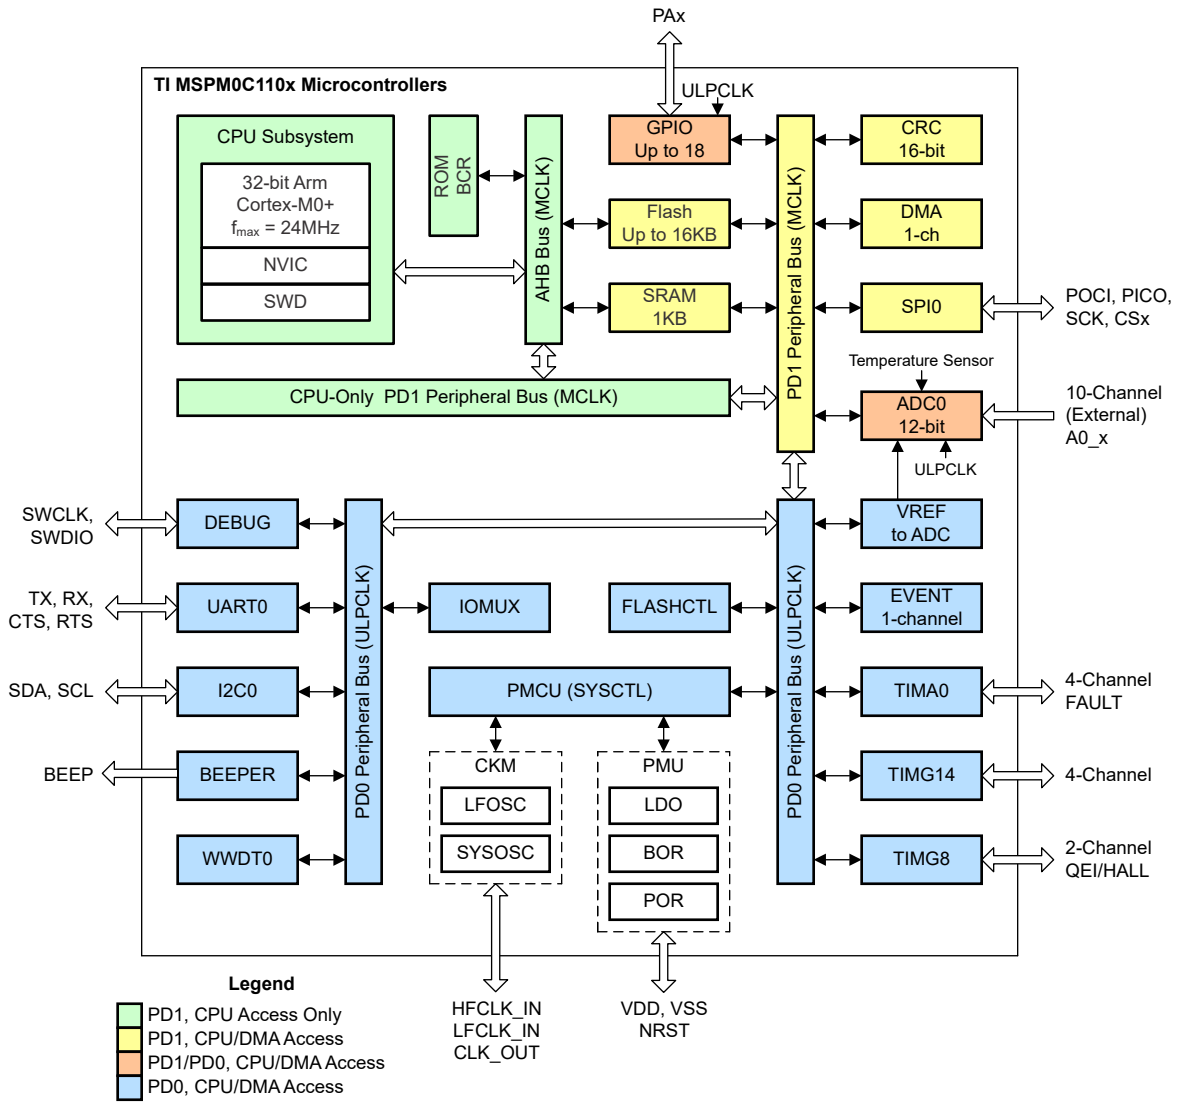 PAx
TI MSPM0C110x Microcontrollers
ULPCLK
CPU Subsystem
32-bit Arm
Cortex-M0+
fmax = 24MHz
NVIC
SWD
ROM
BCR
AHB Bus (MCLK)
GPIO
Up to 18
Flash
Up to 16KB
SRAM
1KB
PD1 Peripheral Bus (MCLK)
CRC
16-bit
DMA
1-ch
SPI0
POCI, PICO,
SCK, CSx
CPU-Only PD1 Peripheral Bus (MCLK)
Temperature Sensor
ADC0
12-bit
ULPCLK
10-Channel
(External)
A0_x
SWCLK,
SWDIO
DEBUG
TX, RX,
CTS, RTS
UART0
SDA, SCL
I2C0
BEEP
BEEPER
WWDT0
PD0 Peripheral Bus (ULPCLK)
IOMUX
FLASHCTL
PMCU (SYSCTL)
CKM
LFOSC
SYSOSC
PMU
LDO
BOR
POR
PD0 Peripheral Bus (ULPCLK)
VREF
to ADC
EVENT
1-channel
TIMA0
4-Channel
FAULT
TIMG14
4-Channel
TIMG8
2-Channel
QEI/HALL
HFCLK_IN
LFCLK_IN
CLK_OUT
VDD, VSS
NRST
Legend
PD1, CPU Access Only
PD1, CPU/DMA Access
PD1/PD0, CPU/DMA Access
PD0, CPU/DMA Access